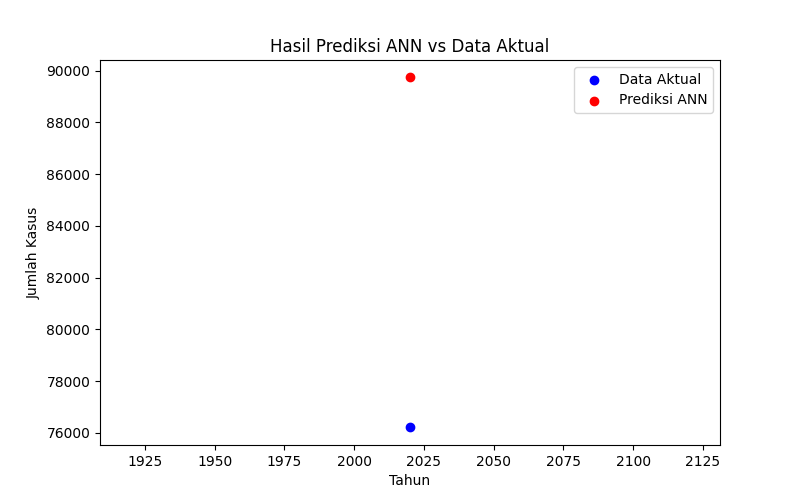 Hasil Prediksi ANN vs Data Aktual
90000
88000
86000
84000
82000
80000
78000
76000
Jumlah Kasus
Data Aktual
Prediksi ANN
1925 1950 1975 2000 2025 2050 2075 2100 2125
Tahun